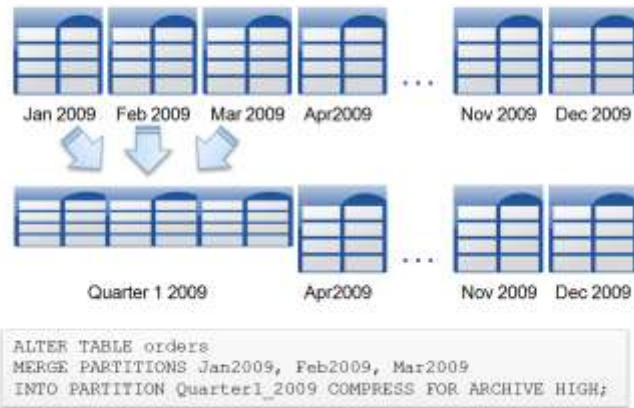 Jan 2009 Feb 2009 Mar 2009 Apr2009 ... Nov 2009 Dec 2009
Quarter 1 2009 Apr2009 ... Nov 2009 Dec 2009
ALTER TABLE orders
MERGE PARTITIONS Jan2009, Feb2009, Mar2009
INTO PARTITION Quarter1_2009 COMPRESS FOR ARCHIVE HIGH;